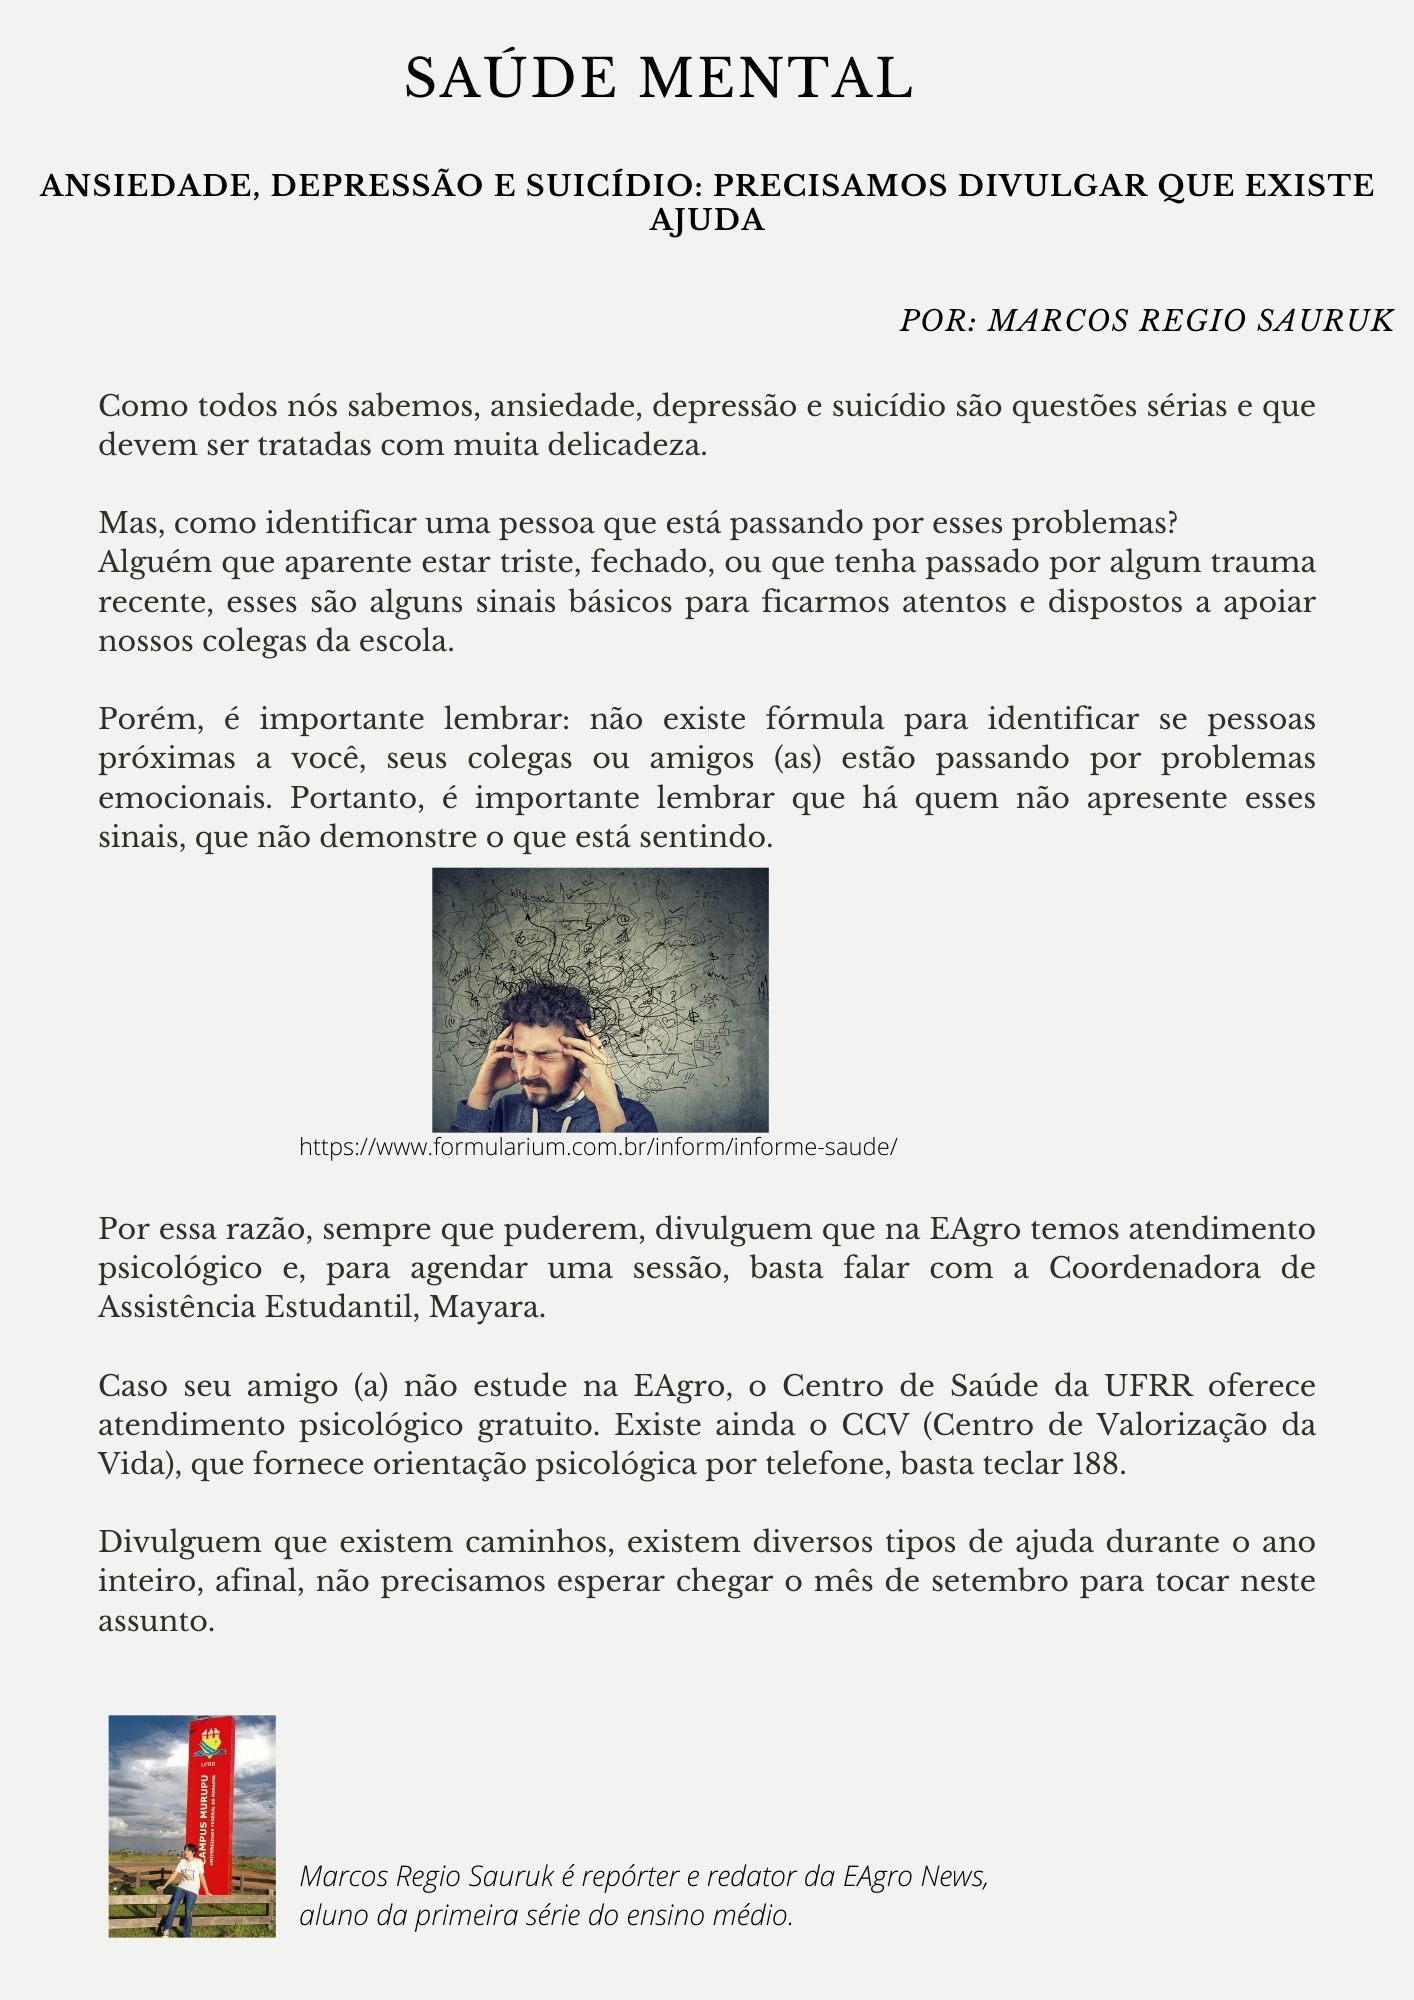 SAÚDE MENTAL
ANSIEDADE, DEPRESSÃO E SUICÍDIO: PRECISAMOS DIVULGAR QUE EXISTE
AJUDA
POR: MARCOS REGIO SAURUK
Como todos nós sabemos, ansiedade, depressão e suicídio são questões sérias e que
devem ser tratadas com muita delicadeza.
Mas, como identificar uma pessoa que está passando por esses problemas?
Alguém que aparente estar triste, fechado, ou que tenha passado por algum trauma
recente, esses são alguns sinais básicos para ficarmos atentos e dispostos a apoiar
nossos colegas da escola.
Porém, é importante lembrar: não existe fórmula para identificar se pessoas
próximas a você, seus colegas ou amigos (as) estão passando por problemas
emocionais. Portanto, é importante lembrar que há quem não apresente esses
sinais, que não demonstre o que está sentindo.
https://www.formularium.com.br/inform/informe-saude/
Por essa razão, sempre que puderem, divulguem que na EAgro temos atendimento
psicológico e, para agendar uma sessão, basta falar com a Coordenadora de
Assistência Estudantil, Mayara.
Caso seu amigo (a) não estude na EAgro, o Centro de Saúde da UFRR oferece
atendimento psicológico gratuito. Existe ainda o CCV (Centro de Valorização da
Vida), que fornece orientação psicológica por telefone, basta teclar 188.
Divulguem que existem caminhos, existem diversos tipos de ajuda durante o ano
inteiro, afinal, não precisamos esperar chegar o mês de setembro para tocar neste
assunto.
UFRR
CAMPUS MURUPU
UNIVERSIDADE FEDERAL DE RORAIMA
Marcos Regio Sauruk é repórter e redator da EAgro News,
aluno da primeira série do ensino médio.